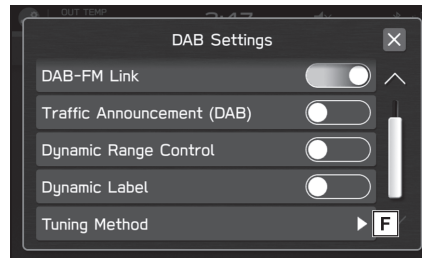 OUT TEMP
DAB Settings
DAB-FM Link
Traffic Announcement (DAB)
Dynamic Range Control
Dynamic Label
Tuning Method
F